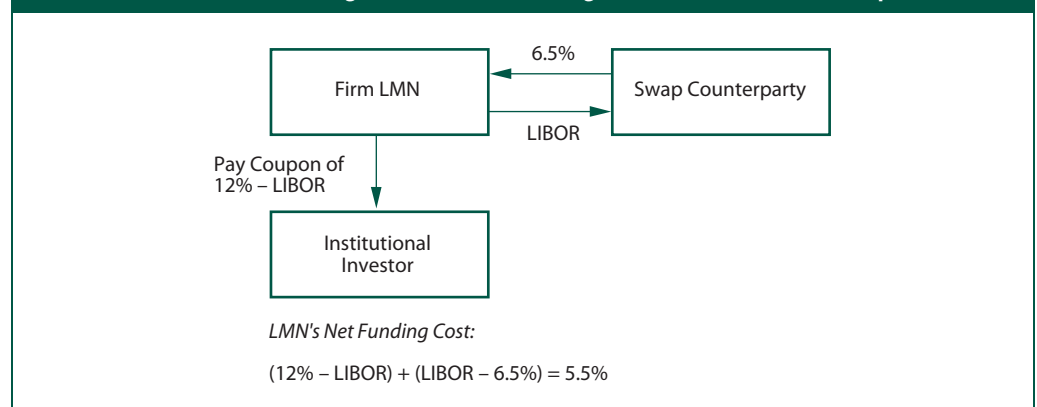 6.5%
Firm LMN
Swap Counterparty
LIBOR
Pay Coupon of
12% – LIBOR
Institutional
Investor
LMN's Net Funding Cost:
(12% – LIBOR) + (LIBOR – 6.5%) = 5.5%